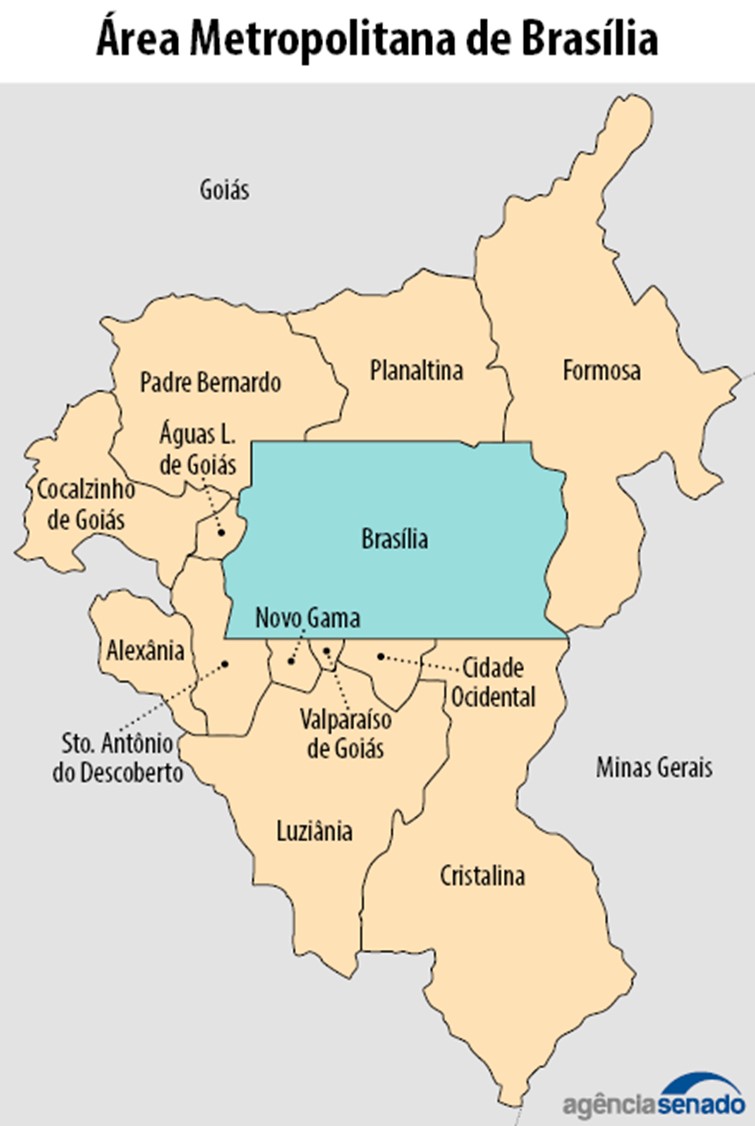 Área Metropolitana de Brasília
Goiás
Padre Bernardo
Planaltina
Formosa
Águas L.
de Goiás
Cocalzinho
de Goiás
Brasília
Novo Gama
Alexânia
Cidade
Ocidental
Valparaíso
de Goiás
Sto. Antônio
do Descoberto
Minas Gerais
Luziânia
Cristalina
agênciasenado